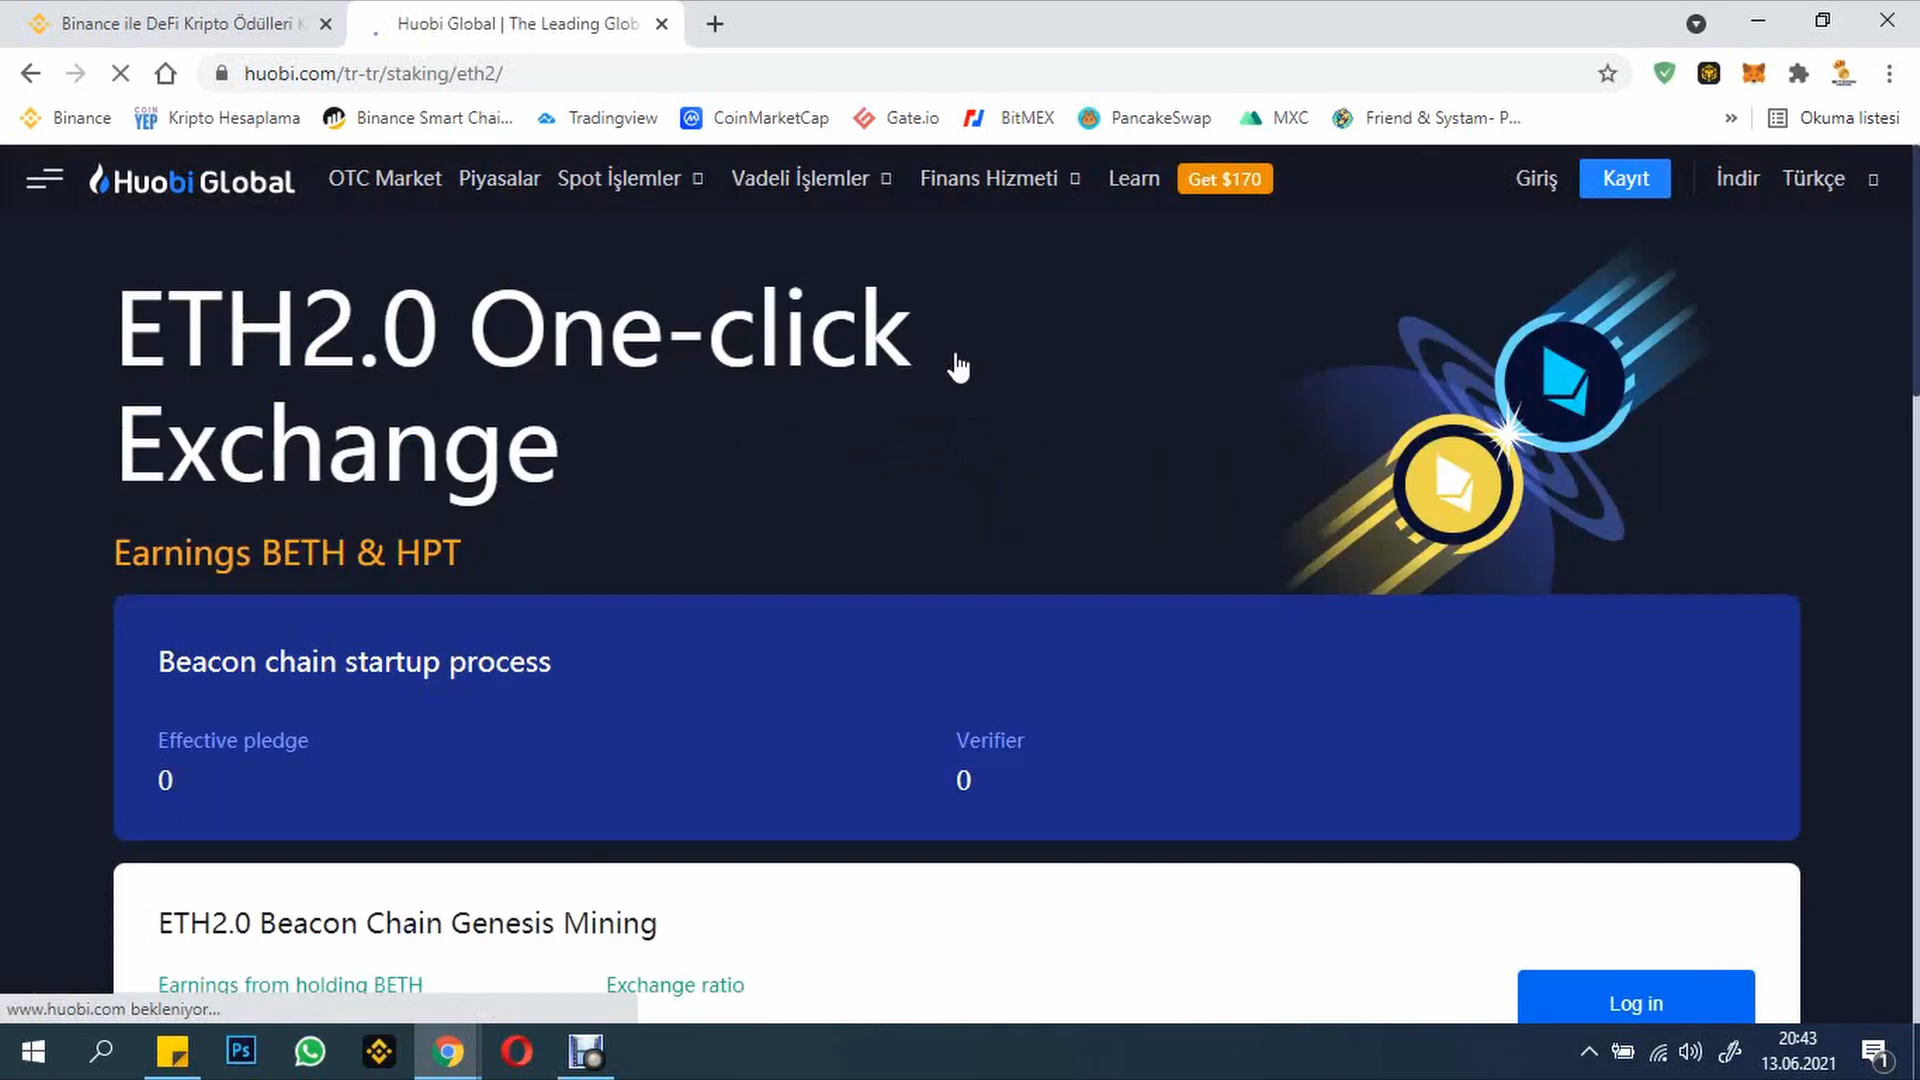 Binance ile DeFi Kripto Ödülleri K
Huobi Global | The Leading Glob
huobi.com/tr-tr/staking/eth2/
Binance
COIN YEP
Kripto Hesaplama
Binance Smart Chai...
Tradingview
CoinMarketCap
Gate.io
BitMEX
PancakeSwap
MXC
Friend & Systam- P...
»
Okuma listesi
Huobi Global
OTC Market
Piyasalar
Spot İşlemler
Vadeli İşlemler
Finans Hizmeti
Learn
Get $170
Giriş
Kayıt
İndir
Türkçe
ETH2.0 One-click
Exchange
Earnings BETH & HPT
Beacon chain startup process
Effective pledge
Verifier
0
0
ETH2.0 Beacon Chain Genesis Mining
Earnings from holding BETH
Exchange ratio
Log in
www.huobi.com bekleniyor...
Ps
20:43
13.06.2021
1